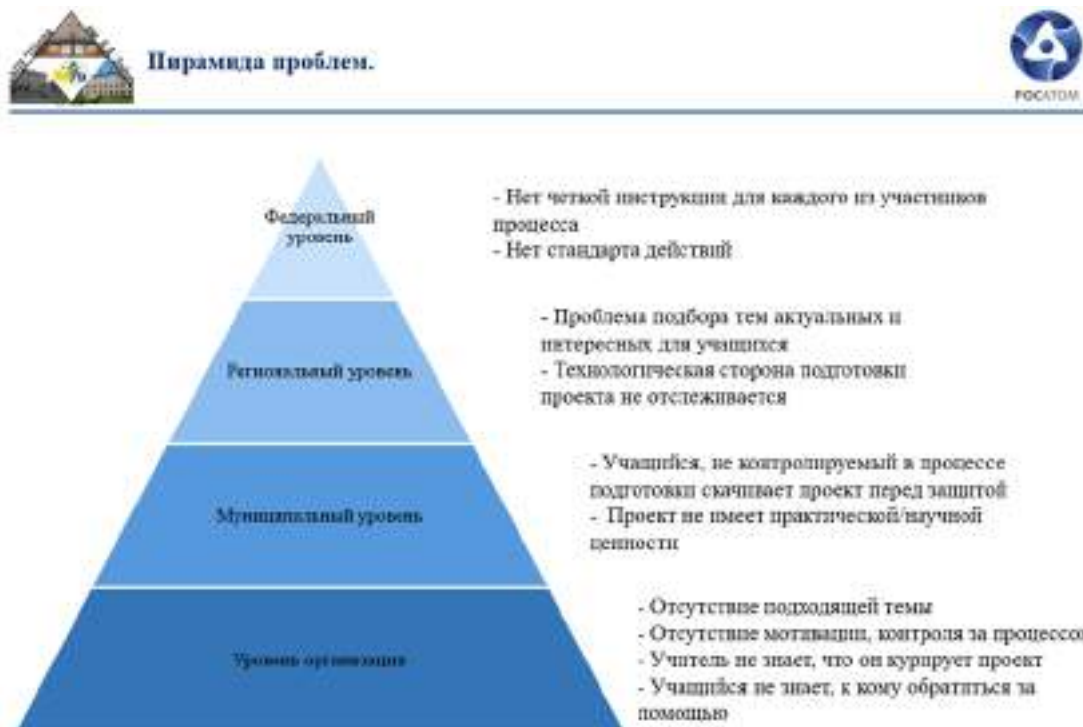 Пирамида проблем.
РОСАТОМ
Федеральный
уровень
- Нет четкой инструкции для каждого из участников
процесса
- Нет стандарта действий
Региональный уровень
- Проблема подбора тем актуальных и
интересных для учащихся
- Технологическая сторона подготовки
проекта не отслеживается
Муниципальный уровень
- Учащийся, не контролируемый в процессе
подготовки скачивает проект перед защитой
- Проект не имеет практической/научной
ценности
Уровень организации
- Отсутствие подходящей темы
- Отсутствие мотивации, контроля за процессом
- Учитель не знает, что он курирует проект
- Учащийся не знает, к кому обратиться за
помощью